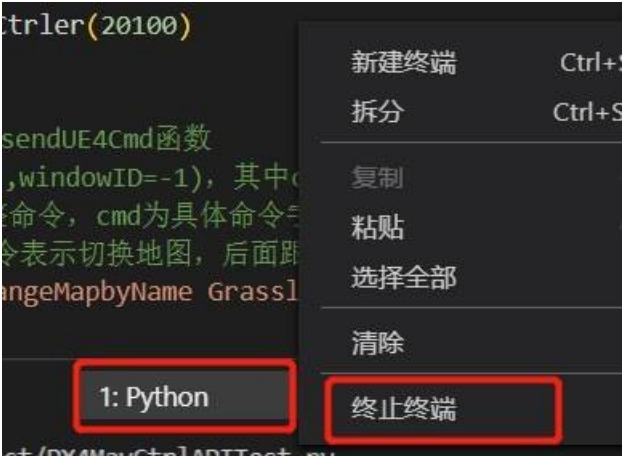 Ctrler(20100)
新建终端 Ctrl+S
拆分 Ctrl+S
sendUE4Cmd函数
,windowID=-1), 其中
复制
命令, cmd为具体命令
粘贴
令表示切换地图, 后面跟
选择全部
angeMapbyName Grassl
清除
1: Python
终止终端
st/PX4MavCtrlAPITest.py